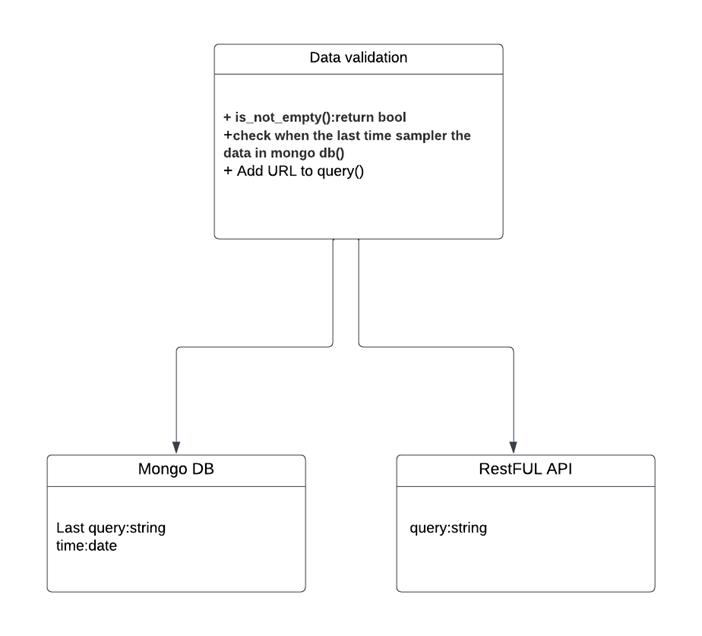 Data validation
+ is_not_empty():return bool
+check when the last time sampler the
data in mongo db()
+ Add URL to query()
Mongo DB
Last query:string
time:date
RestFUL API
query:string